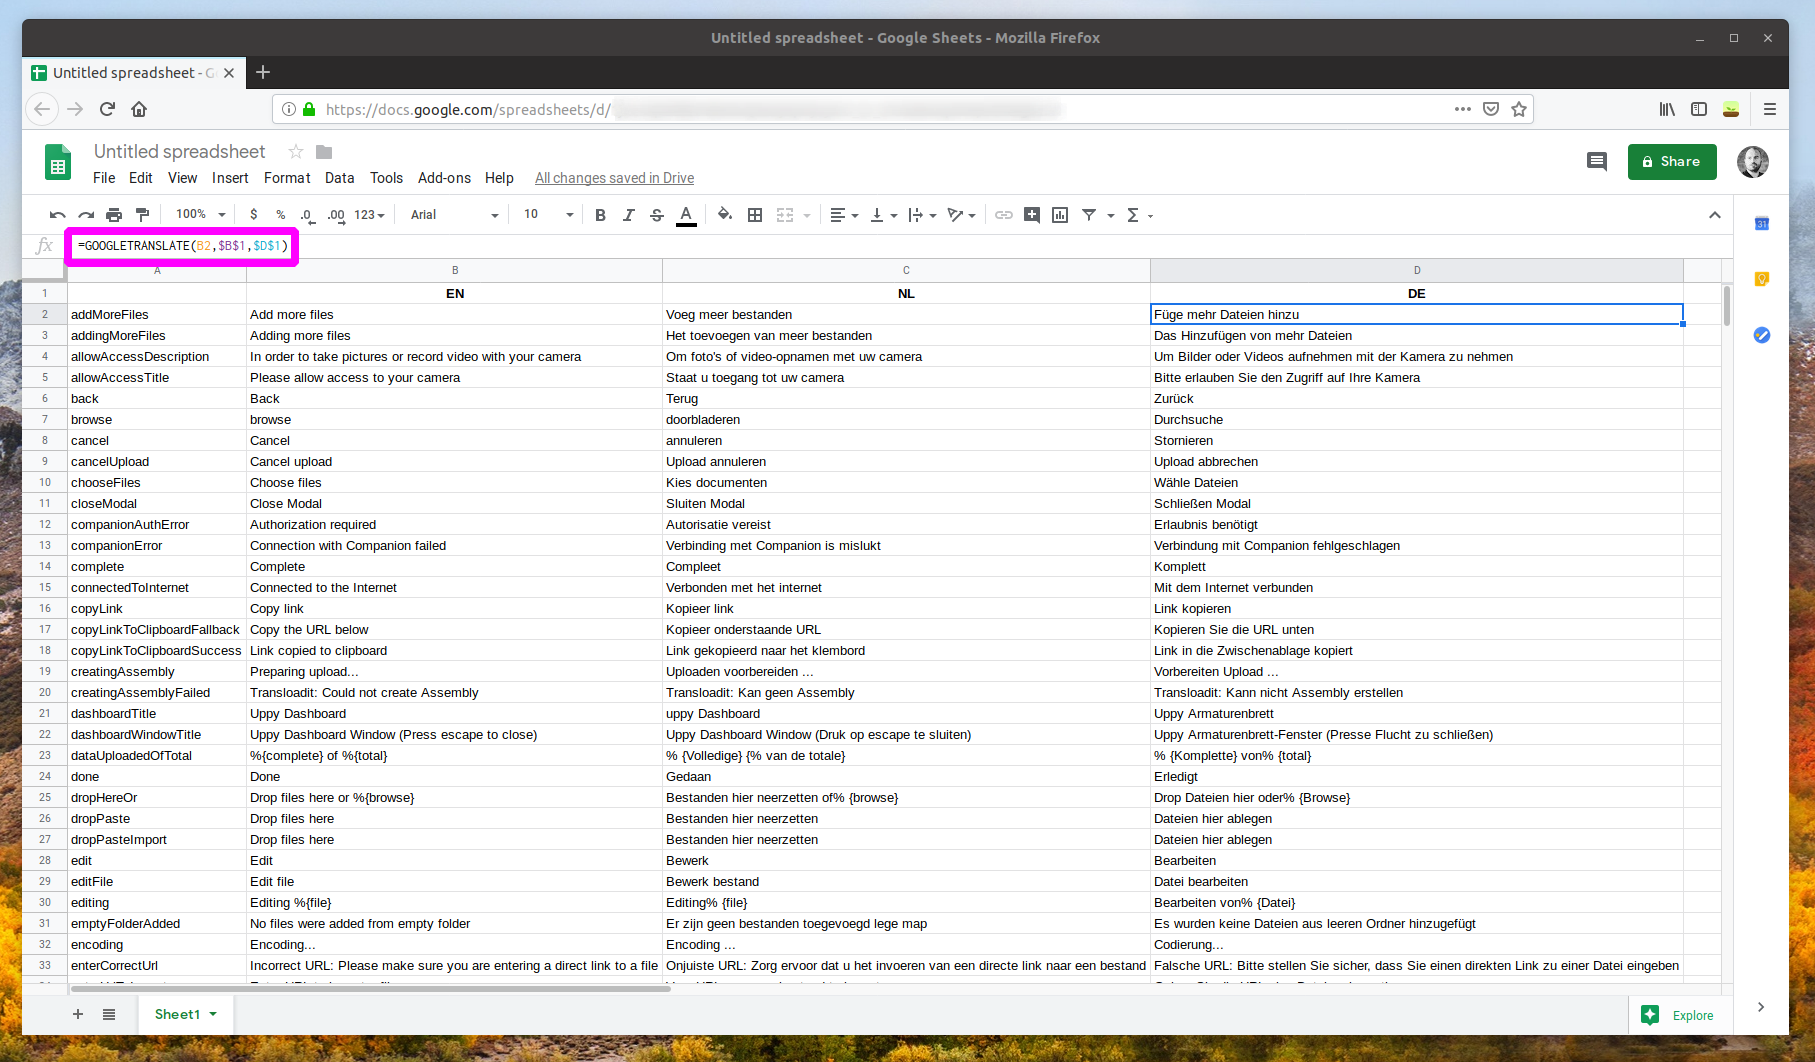 Untitled spreadsheet - Google Sheets - Mozilla Firefox
Untitled spreadsheet - G
https://docs.google.com/spreadsheets/d/
Untitled spreadsheet
Share
File Edit View Insert Format Data Tools Add-ons Help All changes saved in Drive
100% $ % .0 .00 123 Arial 10 B I S A Σ
31
fx =GOOGLETRANSLATE(B2,$B$1,$D$1)
A B C D
1 EN NL DE
2 addMoreFiles Add more files Voeg meer bestanden Füge mehr Dateien hinzu
3 addingMoreFiles Adding more files Het toevoegen van meer bestanden Das Hinzufügen von mehr Dateien
4 allowAccessDescription In order to take pictures or record video with your camera Om foto's of video-opnamen met uw camera Um Bilder oder Videos aufnehmen mit der Kamera zu nehmen
5 allowAccessTitle Please allow access to your camera Staat u toegang tot uw camera Bitte erlauben Sie den Zugriff auf Ihre Kamera
6 back Back Terug Zurück
7 browse browse doorbladeren Durchsuche
8 cancel Cancel annuleren Stornieren
9 cancelUpload Cancel upload Upload annuleren Upload abbrechen
10 chooseFiles Choose files Kies documenten Wähle Dateien
11 closeModal Close Modal Sluiten Modal Schließen Modal
12 companionAuthError Authorization required Autorisatie vereist Erlaubnis benötigt
13 companionError Connection with Companion failed Verbinding met Companion is mislukt Verbindung mit Companion fehlgeschlagen
14 complete Complete Compleet Komplett
15 connectedToInternet Connected to the Internet Verbonden met het internet Mit dem Internet verbunden
16 copyLink Copy link Kopieer link Link kopieren
17 copyLinkToClipboardFallback Copy the URL below Kopieer onderstaande URL Kopieren Sie die URL unten
18 copyLinkToClipboardSuccess Link copied to clipboard Link gekopieerd naar het klembord Link in die Zwischenablage kopiert
19 creatingAssembly Preparing upload... Uploaden voorbereiden ... Vorbereiten Upload ...
20 creatingAssemblyFailed Transloadit: Could not create Assembly Transloadit: Kan geen Assembly Transloadit: Kann nicht Assembly erstellen
21 dashboardTitle Uppy Dashboard uppy Dashboard Uppy Armaturenbrett
22 dashboardWindowTitle Uppy Dashboard Window (Press escape to close) Uppy Dashboard Window (Druk op escape te sluiten) Uppy Armaturenbrett-Fenster (Presse Flucht zu schließen)
23 dataUploadedOfTotal %{complete} of %{total} % {Volledige} {% van de totale} % {Komplette} von% {total}
24 done Done Gedaan Erledigt
25 dropHereOr Drop files here or %{browse} Bestanden hier neerzetten of% {browse} Drop Dateien hier oder% {Browse}
26 dropPaste Drop files here Bestanden hier neerzetten Dateien hier ablegen
27 dropPasteImport Drop files here Bestanden hier neerzetten Dateien hier ablegen
28 edit Edit Bewerk Bearbeiten
29 editFile Edit file Bewerk bestand Datei bearbeiten
30 editing Editing %{file} Editing% {file} Bearbeiten von% {Datei}
31 emptyFolderAdded No files were added from empty folder Er zijn geen bestanden toegevoegd lege map Es wurden keine Dateien aus leeren Ordner hinzugefügt
32 encoding Encoding... Encoding ... Codierung...
33 enterCorrectUrl Incorrect URL: Please make sure you are entering a direct link to a file Onjuiste URL: Zorg ervoor dat u het invoeren van een directe link naar een bestand Falsche URL: Bitte stellen Sie sicher, dass Sie einen direkten Link zu einer Datei eingeben
Sheet1 Explore